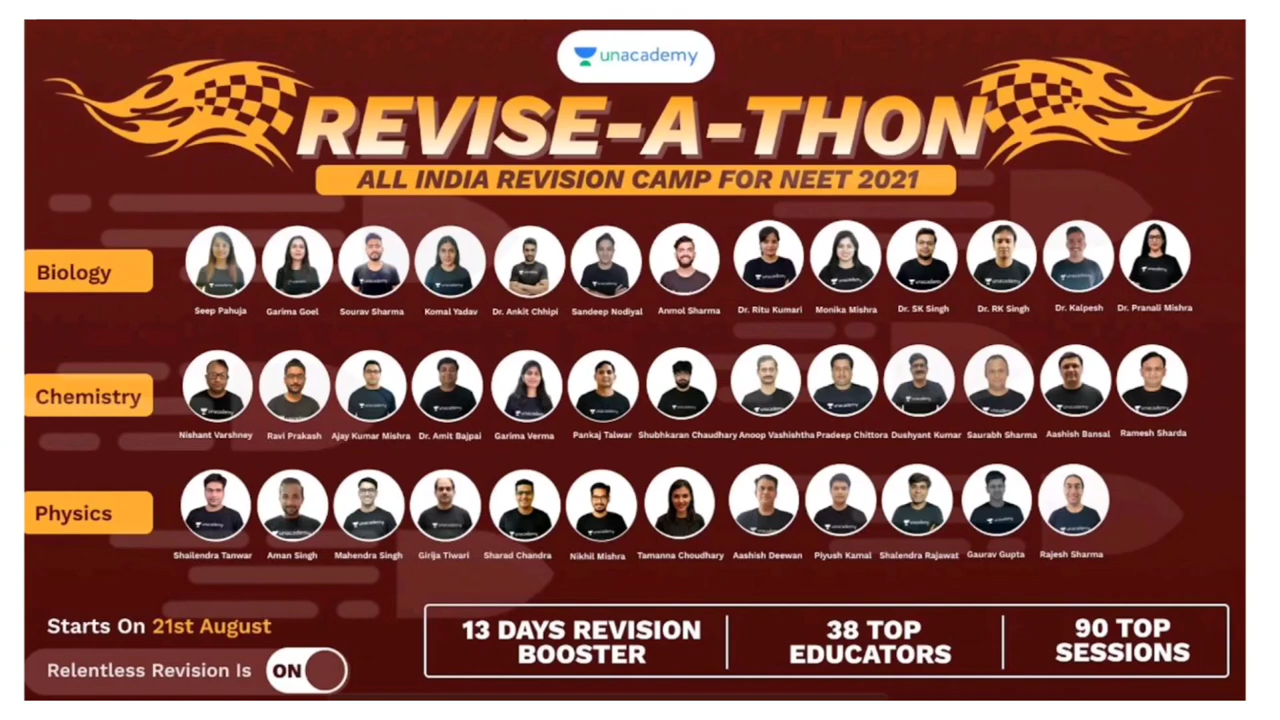 unacademy
REVISE-A-THON
ALL INDIA REVISION CAMP FOR NEET 2021
Biology
Seep Pahuja Garima Goel Sourav Sharma Komal Yadav Dr. Ankit Chhipi Sandeep Nodiyal Anmol Sharma Dr. Ritu Kumari Monika Mishra Dr. SK Singh Dr. RK Singh Dr. Kalpesh Dr. Pranali Mishra
Chemistry
Nishant Varshney Ravi Prakash Ajay Kumar Mishra Dr. Amit Bajpai Garima Verma Pankaj Talwar Shubhkaran Chaudhary Anoop Vashishtha Pradeep Chittora Dushyant Kumar Saurabh Sharma Aashish Bansal Ramesh Sharda
Physics
Shailendra Tanwar Aman Singh Mahendra Singh Girija Tiwari Sharad Chandra Nikhil Mishra Tamanna Choudhary Aashish Deewan Piyush Kamal Shalendra Rajawat Gaurav Gupta Rajesh Sharma
Starts On 21st August
Relentless Revision Is ON
13 DAYS REVISION
BOOSTER
38 TOP
EDUCATORS
90 TOP
SESSIONS